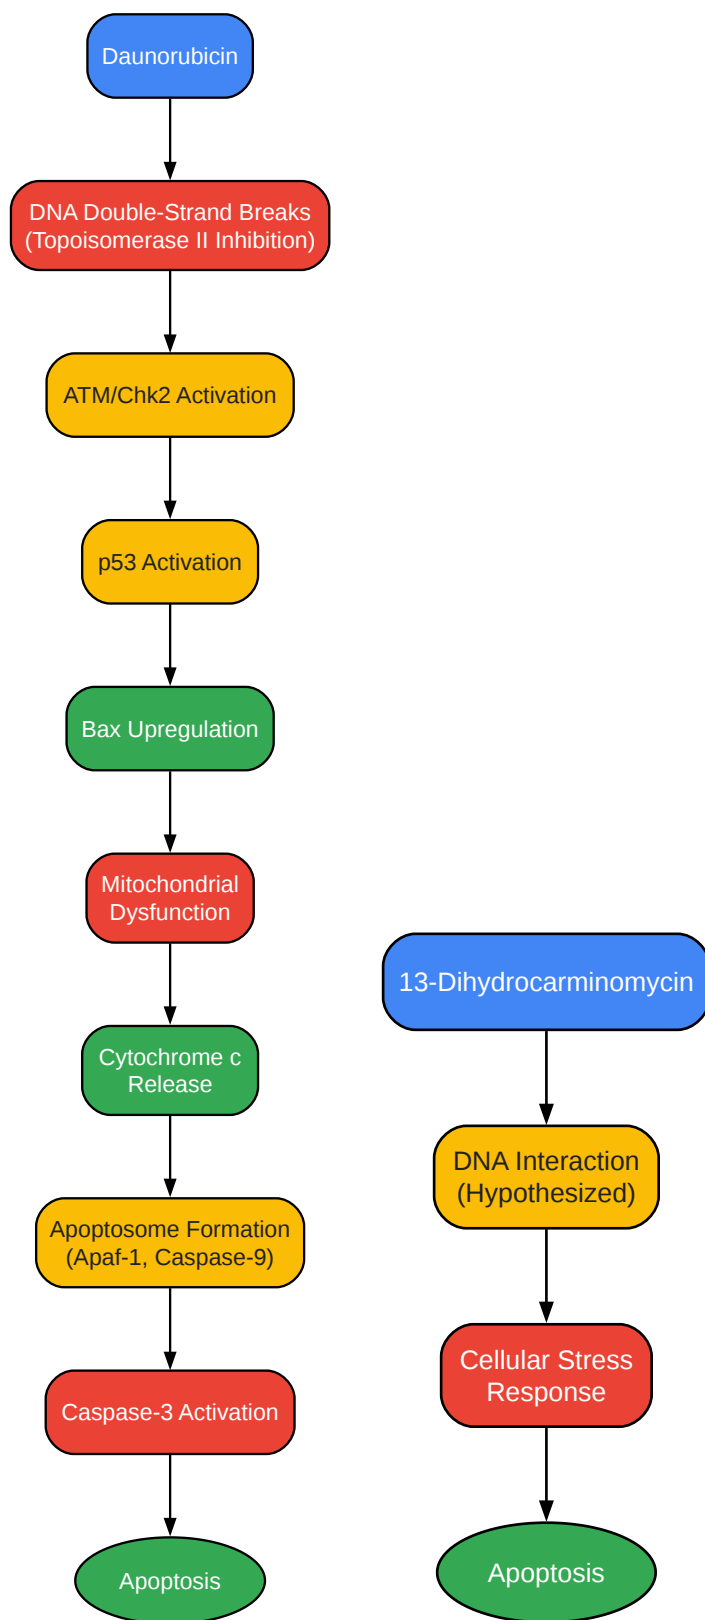 Daunorubicin
DNA Double-Strand Breaks
(Topoisomerase II Inhibition)
ATM/Chk2 Activation
p53 Activation
Bax Upregulation
Mitochondrial
Dysfunction
Cytochrome c
Release
Apoptosome Formation
(Apaf-1, Caspase-9)
Caspase-3 Activation
Apoptosis
13-Dihydrocarminomycin
DNA Interaction
(Hypothesized)
Cellular Stress
Response
Apoptosis